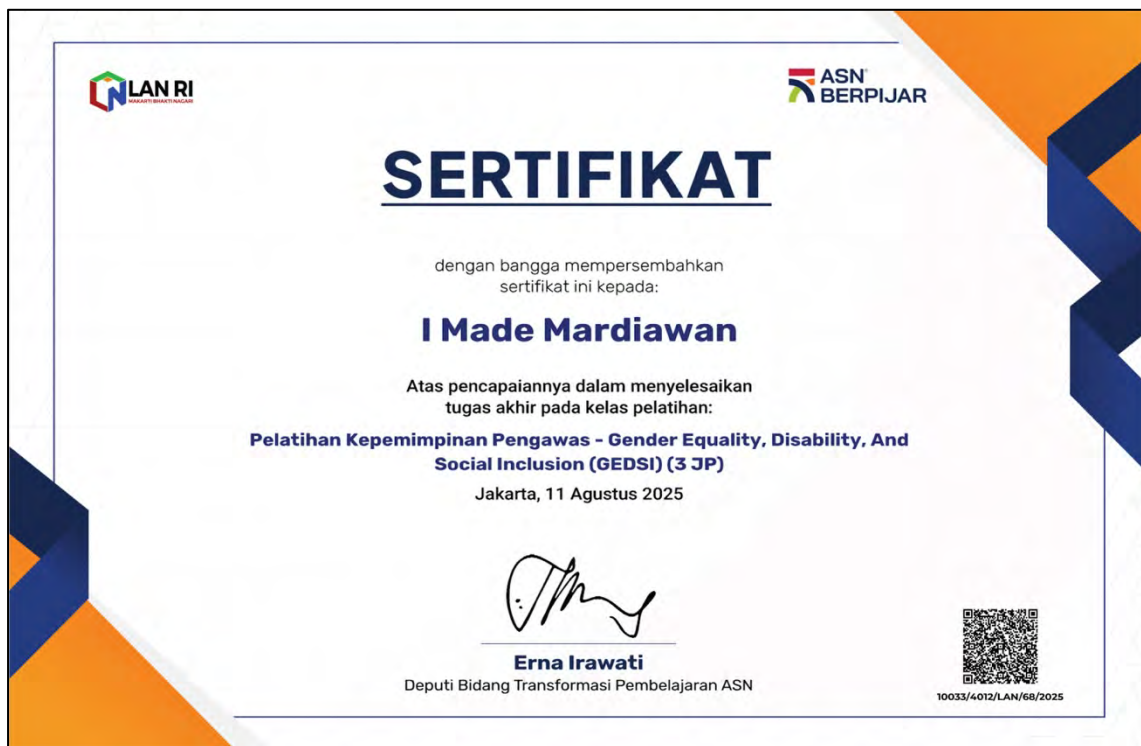 LAN RI
MAKARTI BHAKTI NAGARI
ASN
BERPIJAR
SERTIFIKAT
dengan bangga mempersembahkan
sertifikat ini kepada:
I Made Mardiawan
Atas pencapaiannya dalam menyelesaikan
tugas akhir pada kelas pelatihan:
Pelatihan Kepemimpinan Pengawas - Gender Equality, Disability, And
Social Inclusion (GEDSI) (3 JP)
Jakarta, 11 Agustus 2025
Erna Irawati
Deputi Bidang Transformasi Pembelajaran ASN
10033/4012/LAN/68/2025